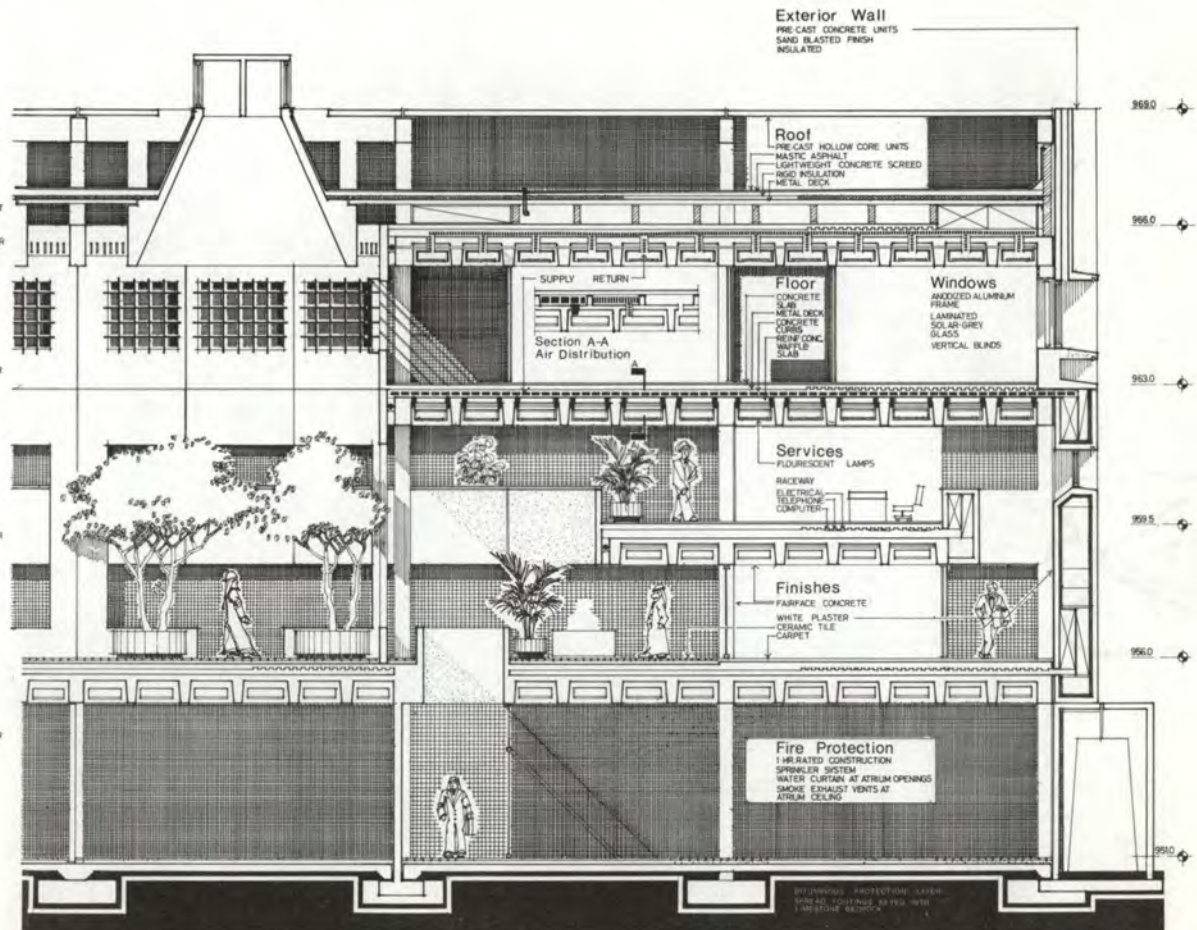 Exterior Wall
PRE-CAST CONCRETE UNITS
SAND BLASTED FINISH
INSULATED
969.0
Roof
PRE-CAST HOLLOW CORE UNITS
MASTIC ASPHALT
LIGHTWEIGHT CONCRETE SCREED
RIGID INSULATION
METAL DECK
966.0
SUPPLY RETURN
Section A-A
Air Distribution
A
Floor
CONCRETE
SLAB
METAL DECK
CONCRETE
CURBS
REINF CONC.
WAFFLE
SLAB
Windows
ANODIZED ALUMINIUM
FRAME
LAMINATED
SOLAR-GREY
GLASS
VERTICAL BLINDS
963.0
Services
FLOURESCENT LAMPS
RACEWAY
ELECTRICAL
TELEPHONE
COMPUTER
959.5
Finishes
FAIRFACE CONCRETE
WHITE PLASTER
CERAMIC TILE
CARPET
956.0
Fire Protection
1 HR. RATED CONSTRUCTION
SPRINKLER SYSTEM
WATER CURTAIN AT ATRIUM OPENINGS
SMOKE EXHAUST VENTS AT
ATRIUM CEILING
951.0
BITUMINOUS PROTECTION LAYER
SPREAD FOOTINGS KEYED INTO
LIMESTONE BEDROCK